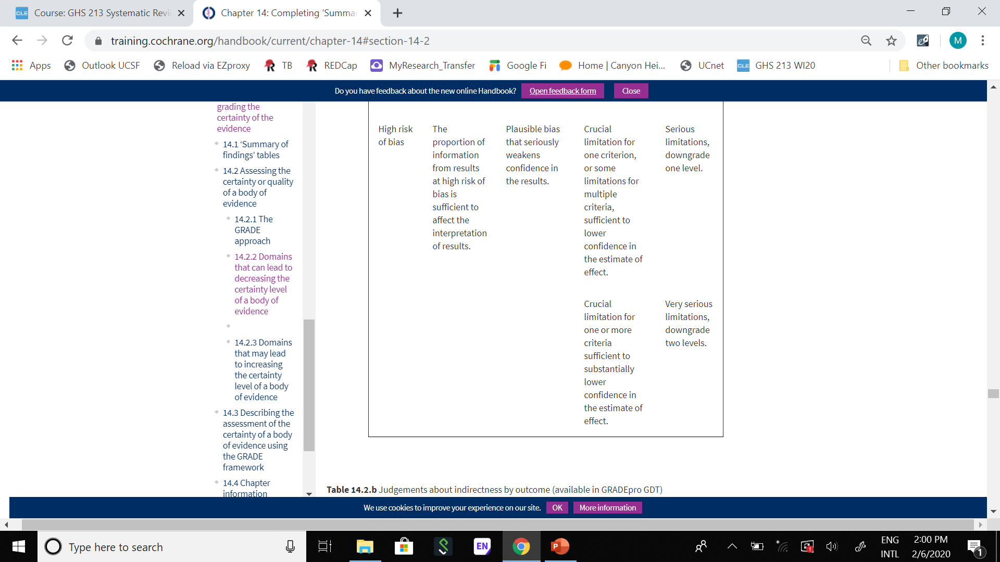 CLE Course: GHS 213 Systematic Revi
Chapter 14: Completing ‘Summar
training.cochrane.org/handbook/current/chapter-14#section-14-2
M
Apps
Outlook UCSF
Reload via EZproxy
TB
REDCap
MyResearch_Transfer
Google Fi
Home | Canyon Hei...
UCnet
CLE GHS 213 WI20
Other bookmarks
Do you have feedback about the new online Handbook? Open feedback form Close
grading the
certainty of the
evidence
14.1 ‘Summary of
findings’ tables
14.2 Assessing the
certainty or quality
of a body of
evidence
14.2.1 The
GRADE
approach
14.2.2 Domains
that can lead to
decreasing the
certainty level
of a body of
evidence
14.2.3 Domains
that may lead
to increasing
the certainty
level of a body
of evidence
14.3 Describing the
assessment of the
certainty of a body
of evidence using
the GRADE
framework
14.4 Chapter
information
High risk
of bias
The
proportion of
information
from results
at high risk of
bias is
sufficient to
affect the
interpretation
of results.
Plausible bias
that seriously
weakens
confidence in
the results.
Crucial
limitation for
one criterion,
or some
limitations for
multiple
criteria,
sufficient to
lower
confidence in
the estimate of
effect.
Serious
limitations,
downgrade
one level.
Crucial
limitation for
one or more
criteria
sufficient to
substantially
lower
confidence in
the estimate of
effect.
Very serious
limitations,
downgrade
two levels.
Table 14.2.b Judgements about indirectness by outcome (available in GRADEpro GDT)
We use cookies to improve your experience on our site. OK More information
Type here to search
EN
P
ENG
INTL
2:00 PM
2/6/2020
1